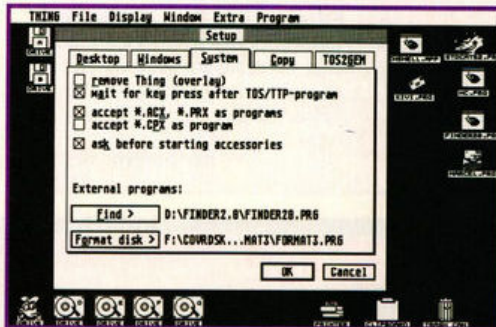 THING File Display Window Extra Program
Setup
Desktop Windows System Copy TOS2GEM
remove Thing (overlay)
wait for key press after TOS/TTP-program
accept *.ACX, *.PRX as programs
accept *.CPX as program
ask before starting accessories
External programs:
Find > D:\FINDER2.0\FINDER20.PRG
Format disk > F:\COVRDSK...MAT3\FORMAT3.PRG
OK Cancel